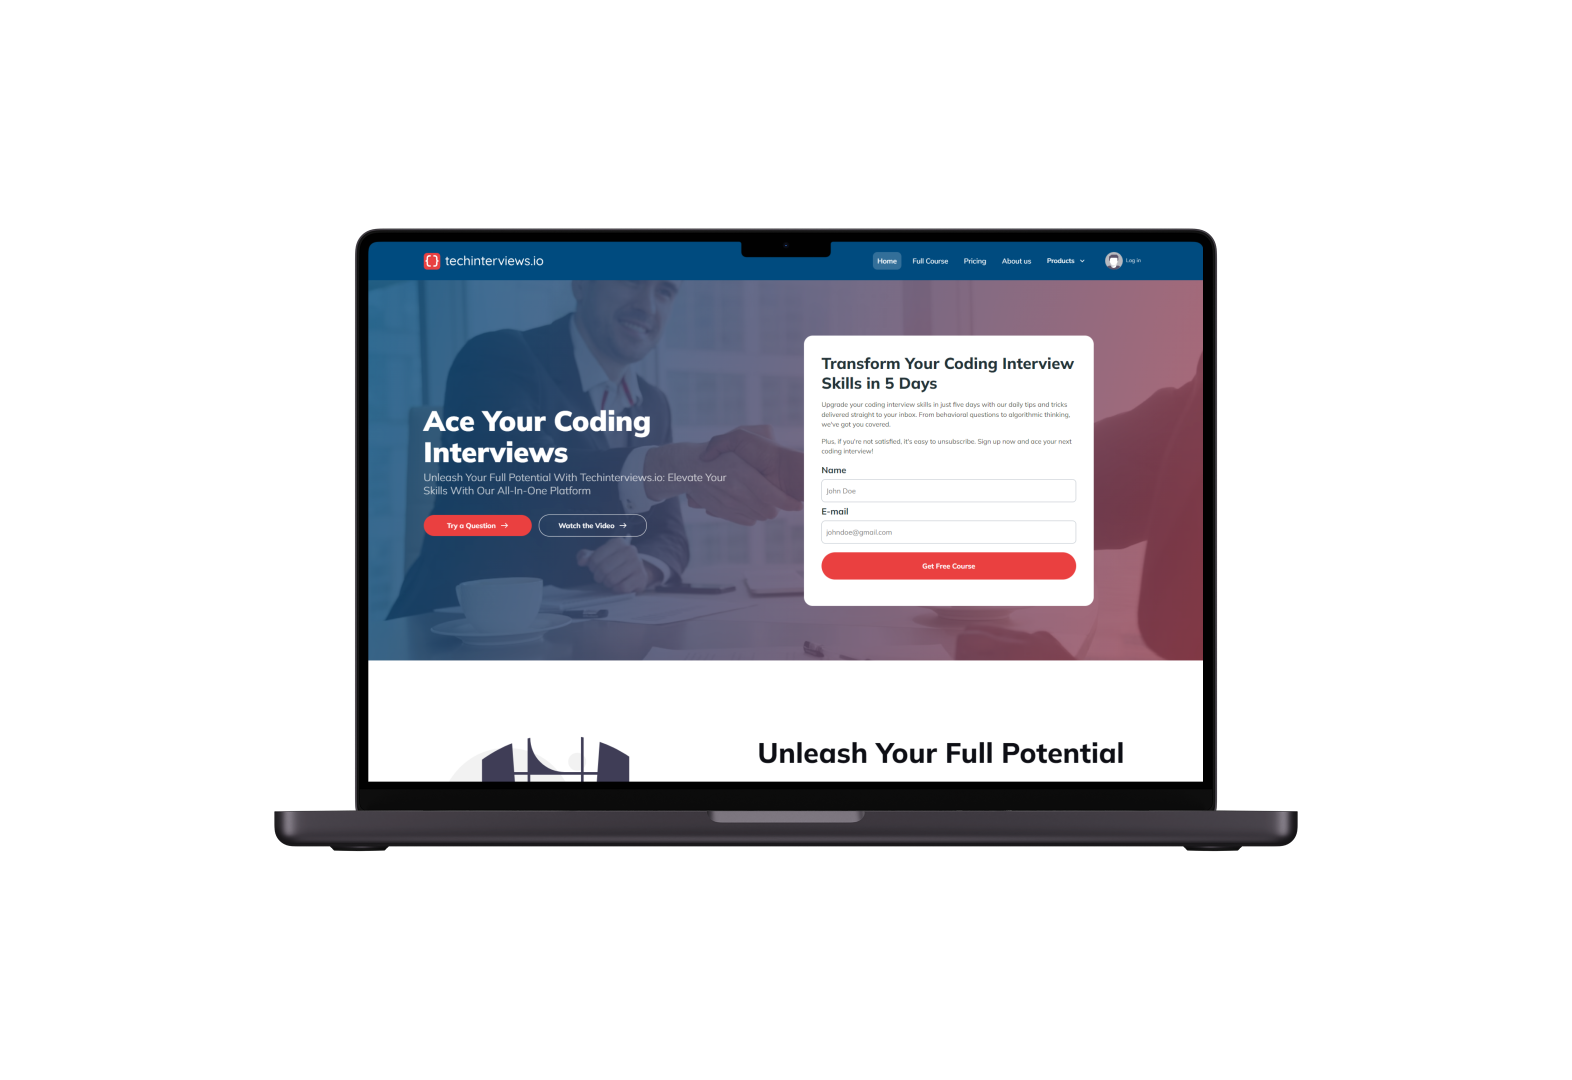 {} techinterviews.io
Home Full Course Pricing About us Products Log In
Ace Your Coding
Interviews
Unleash Your Full Potential With Techinterviews.io: Elevate Your
Skills With Our All-In-One Platform
Try a Question →
Watch the Video →
Transform Your Coding Interview
Skills in 5 Days
Upgrade your coding interview skills in just five days with our daily tips and tricks
delivered straight to your inbox. From behavioral questions to algorithmic thinking,
we've got you covered.
Plus, if you're not satisfied, it's easy to unsubscribe. Sign up now and ace your next
coding interview!
Name
John Doe
E-mail
johndoe@gmail.com
Get Free Course
Unleash Your Full Potential